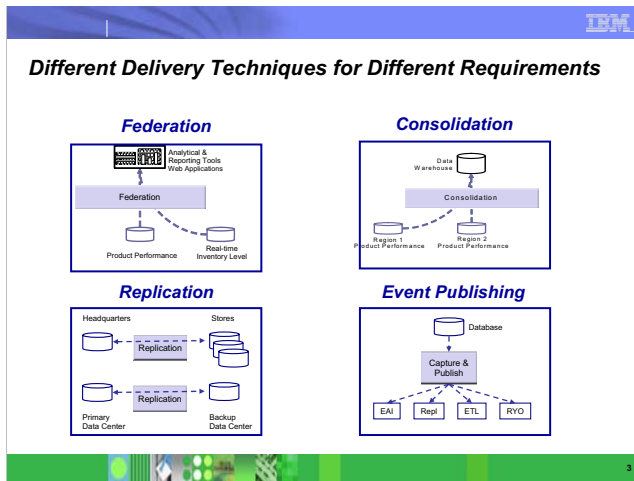 IBM
Different Delivery Techniques for Different Requirements
Federation
Analytical &
Reporting Tools
Web Applications
Federation
Product Performance
Real-time
Inventory Level
Consolidation
Data
Warehouse
Consolidation
Region 1
Product Performance
Region 2
Product Performance
Replication
Headquarters
Stores
Replication
Replication
Primary
Data Center
Backup
Data Center
Event Publishing
Database
Capture &
Publish
EAI
Repl
ETL
RYO
3